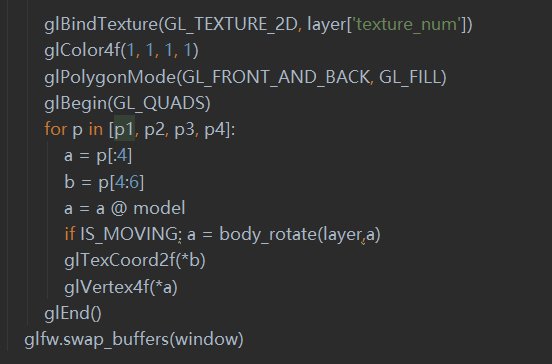 glBindTexture(GL_TEXTURE_2D, layer['texture_num'])
glColor4f(1, 1, 1, 1)
glPolygonMode(GL_FRONT_AND_BACK, GL_FILL)
glBegin(GL_QUADS)
for p in [p1, p2, p3, p4]:
    a = p[:4]
    b = p[4:6]
    a = a @ model
    if IS_MOVING: a = body_rotate(layer,a)
    glTexCoord2f(*b)
    glVertex4f(*a)
glEnd()
glfw.swap_buffers(window)